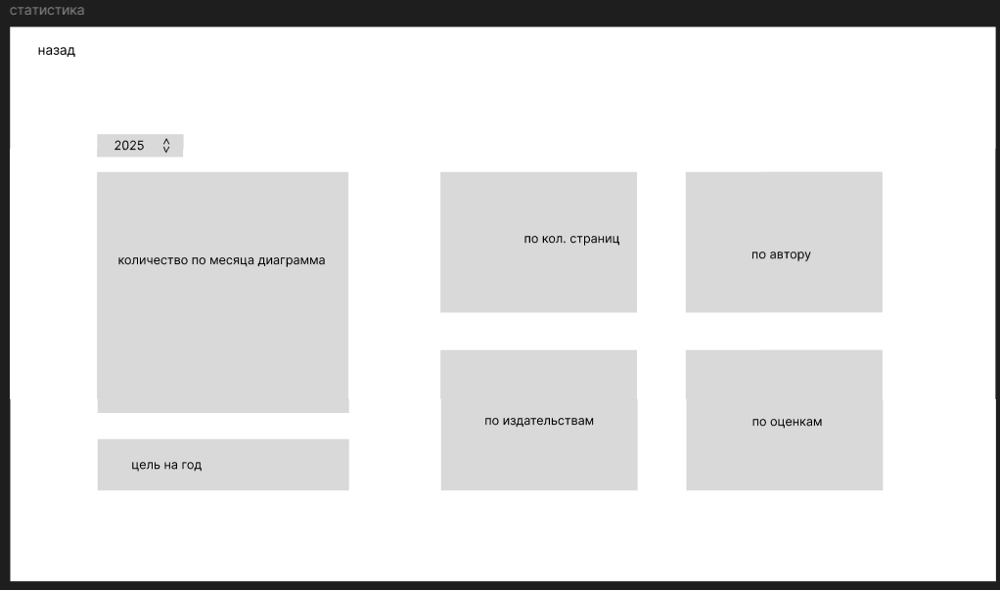 статистика
назад
2025
количество по месяца диаграмма
по кол. страниц
по автору
по издательствам
по оценкам
цель на год